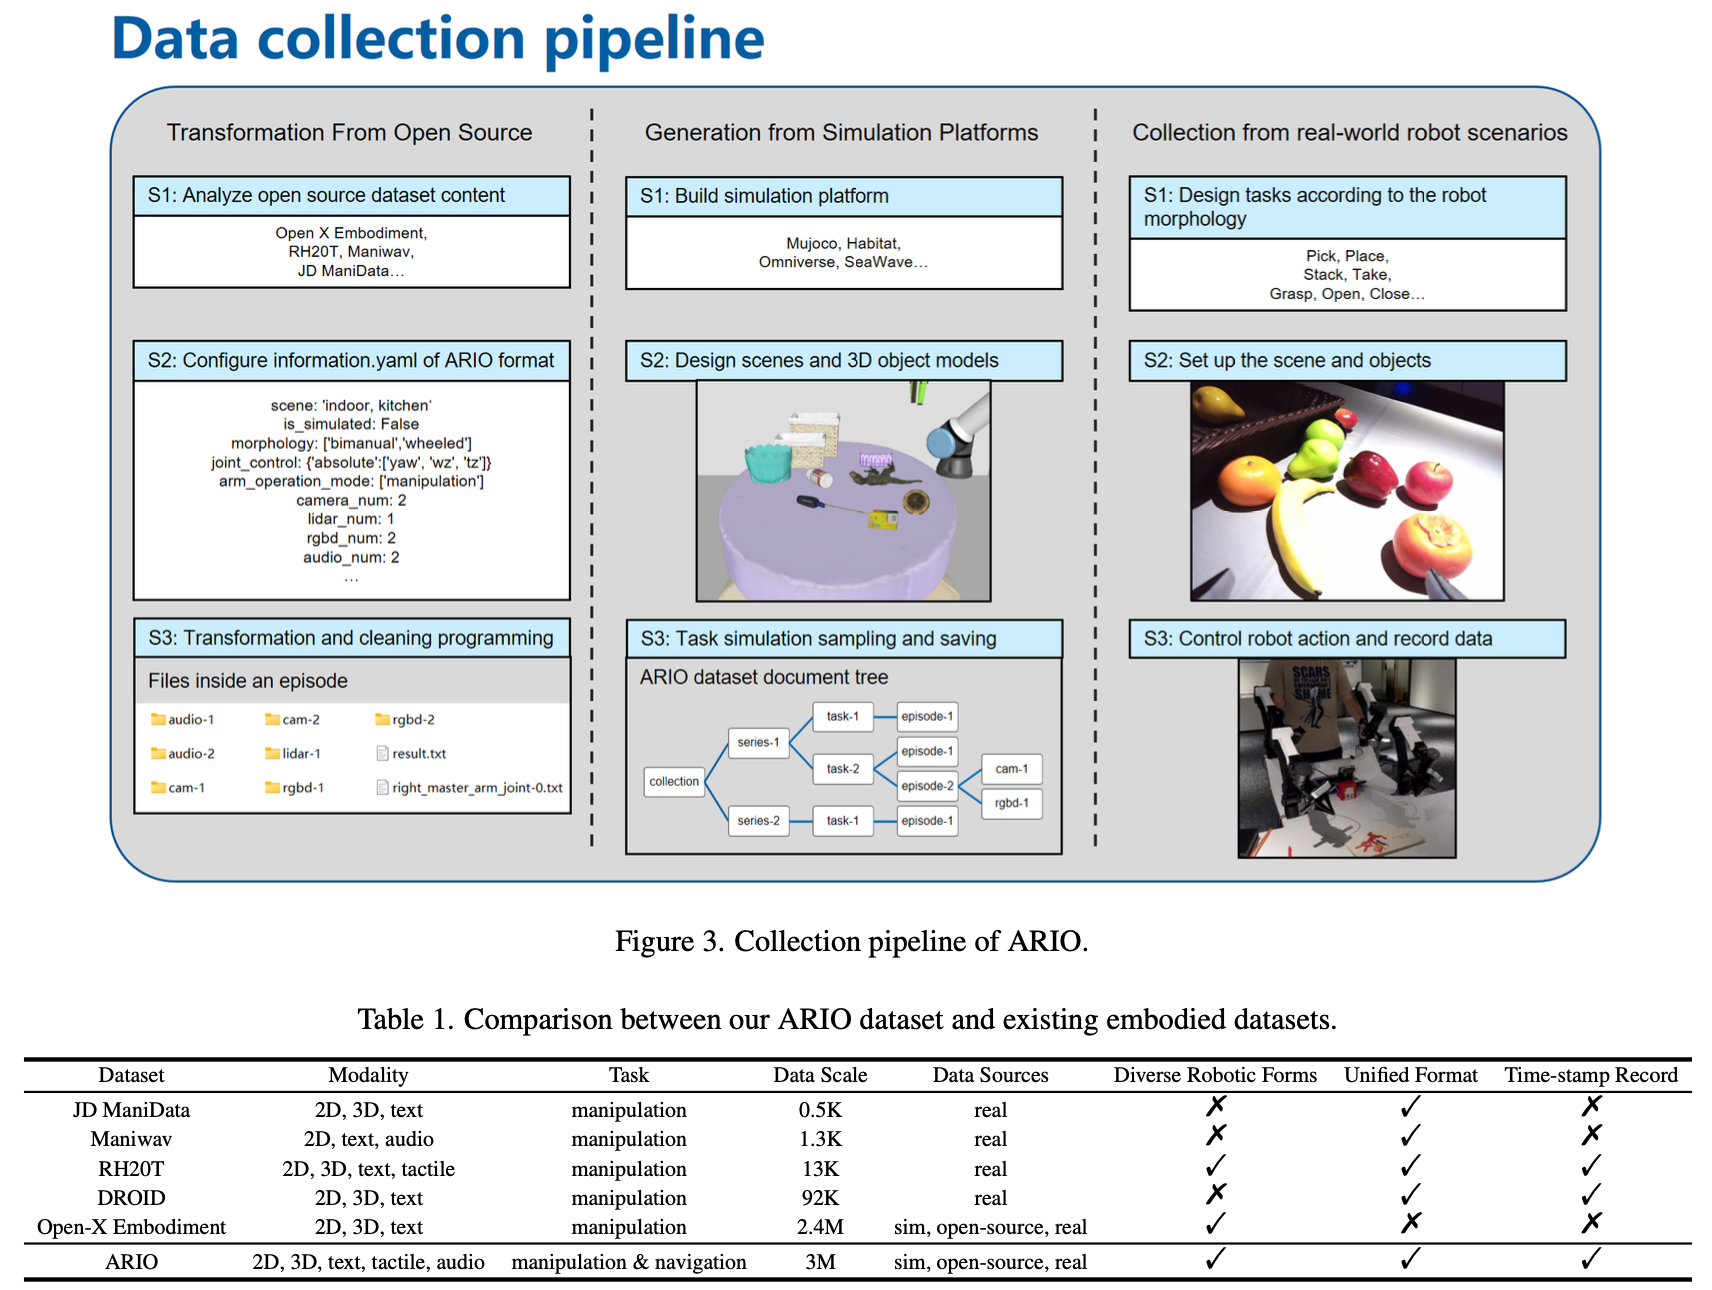 Data collection pipeline
Transformation From Open Source
S1: Analyze open source dataset content
Open X Embodiment,
RH20T, Maniwav,
JD ManiData…
S2: Configure information.yaml of ARIO format
scene: 'indoor, kitchen'
is_simulated: False
morphology: ['bimanual','wheeled']
joint_control: {'absolute':['yaw', 'wz', 'tz']}
arm_operation_mode: ['manipulation']
camera_num: 2
lidar_num: 1
rgbd_num: 2
audio_num: 2
…
S3: Transformation and cleaning programming
Files inside an episode
audio-1 cam-2 rgbd-2
audio-2 lidar-1 result.txt
cam-1 rgbd-1 right_master_arm_joint-0.txt
Generation from Simulation Platforms
S1: Build simulation platform
Mujoco, Habitat,
Omniverse, SeaWave…
S2: Design scenes and 3D object models
S3: Task simulation sampling and saving
ARIO dataset document tree
collection
series-1
series-2
task-1
task-2
task-1
episode-1
episode-1
episode-2
episode-1
cam-1
rgbd-1
Collection from real-world robot scenarios
S1: Design tasks according to the robot
morphology
Pick, Place,
Stack, Take,
Grasp, Open, Close…
S2: Set up the scene and objects
S3: Control robot action and record data
SCARS
SHAME
Figure 3. Collection pipeline of ARIO.
Table 1. Comparison between our ARIO dataset and existing embodied datasets.
Dataset Modality Task Data Scale Data Sources Diverse Robotic Forms Unified Format Time-stamp Record
JD ManiData 2D, 3D, text manipulation 0.5K real ✗ ✓ ✗
Maniwav 2D, text, audio manipulation 1.3K real ✗ ✓ ✗
RH20T 2D, 3D, text, tactile manipulation 13K real ✓ ✓ ✓
DROID 2D, 3D, text manipulation 92K real ✗ ✓ ✓
Open-X Embodiment 2D, 3D, text manipulation 2.4M sim, open-source, real ✓ ✗ ✗
ARIO 2D, 3D, text, tactile, audio manipulation & navigation 3M sim, open-source, real ✓ ✓ ✓